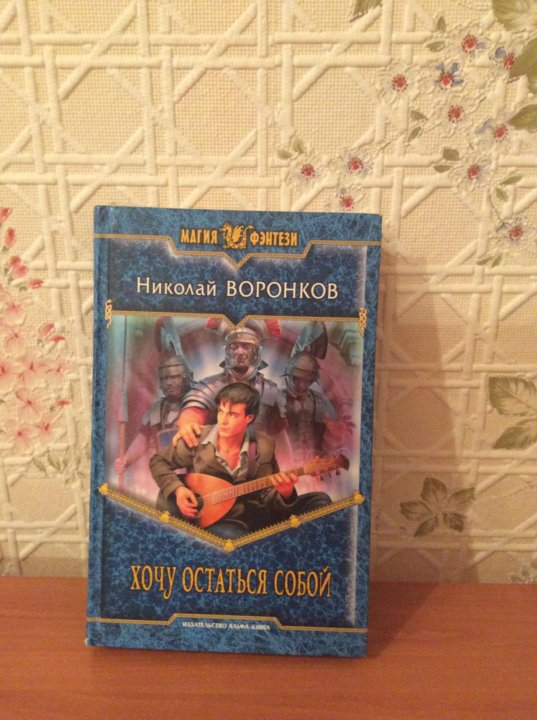 МАГИЯ ФЭНТЕЗИ
Николай ВОРОНКОВ
ХОЧУ ОСТАТЬСЯ СОБОЙ
ИЗДАТЕЛЬСТВО АЛЬФА-КНИГА